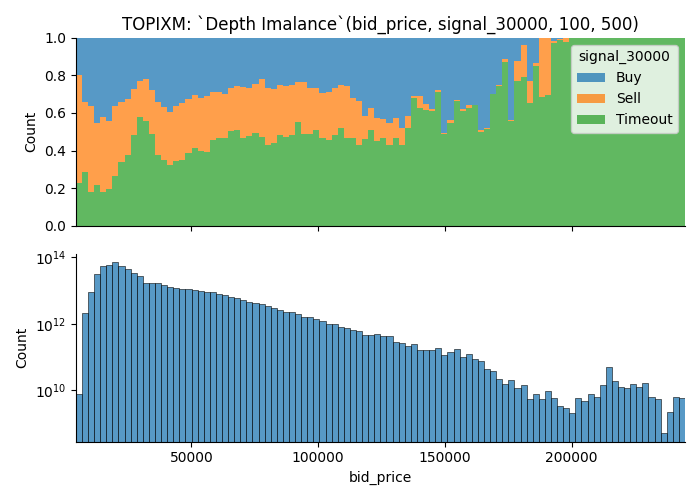 TOPIXM: `Depth Imalance`(bid_price, signal_30000, 100, 500)
1.0
0.8
0.6
0.4
0.2
0.0
Count
signal_30000
Buy
Sell
Timeout
10^14
10^12
10^10
Count
50000 100000 150000 200000
bid_price